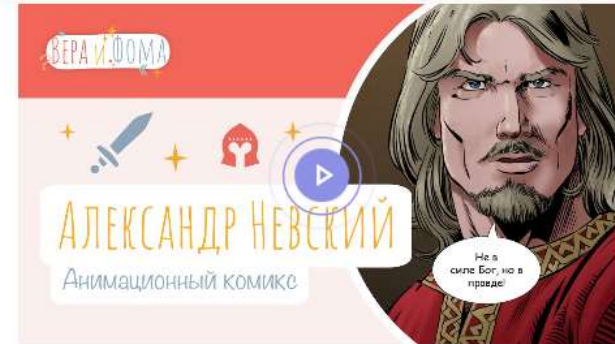 ВЕРА И ФОМА
АЛЕКСАНДР НЕВСКИЙ
Анимационный комикс
Не в
силе Бог, но в
правде!